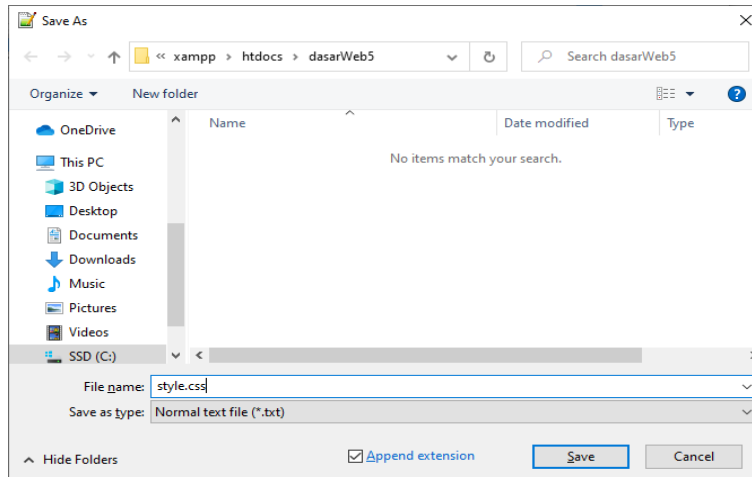 Save As
« xampp › htdocs › dasarWeb5
Search dasarWeb5
Organize
New folder
OneDrive
This PC
3D Objects
Desktop
Documents
Downloads
Music
Pictures
Videos
SSD (C:)
Name
Date modified
Type
No items match your search.
File name: style.css
Save as type: Normal text file (*.txt)
Hide Folders
Append extension
Save
Cancel